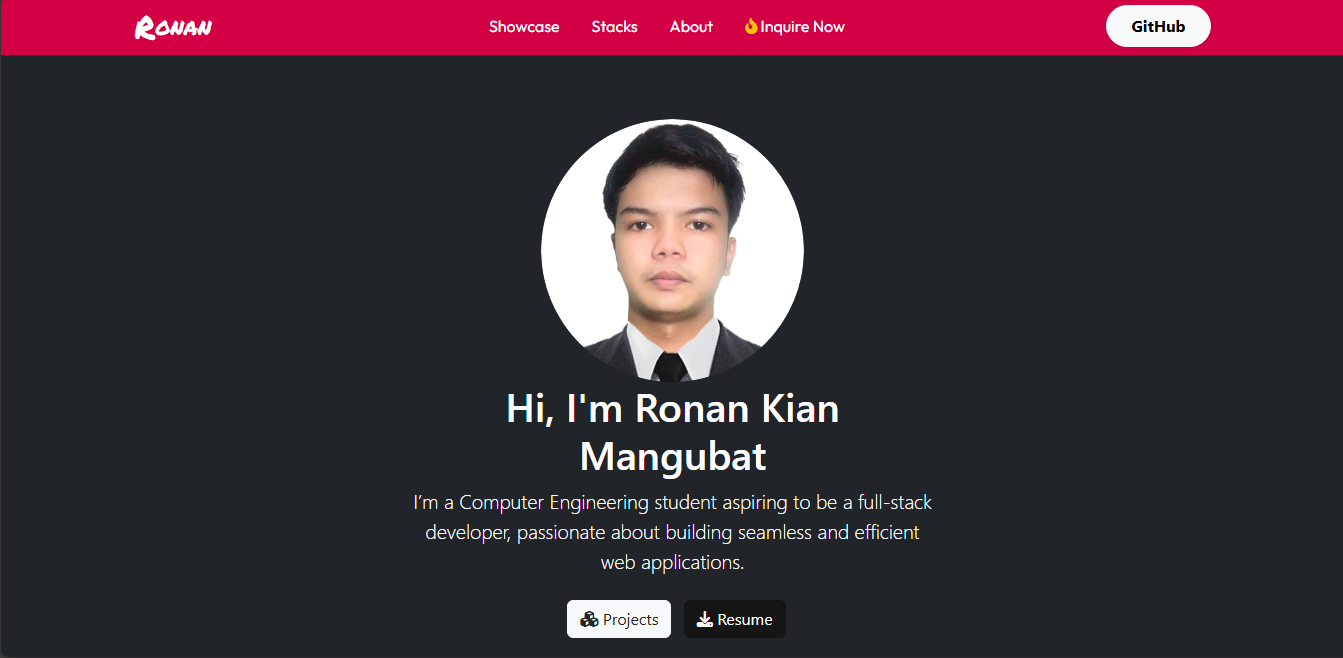 Ronan
Showcase Stacks About Inquire Now
GitHub
Hi, I'm Ronan Kian
Mangubat
I’m a Computer Engineering student aspiring to be a full-stack
developer, passionate about building seamless and efficient
web applications.
Projects
Resume